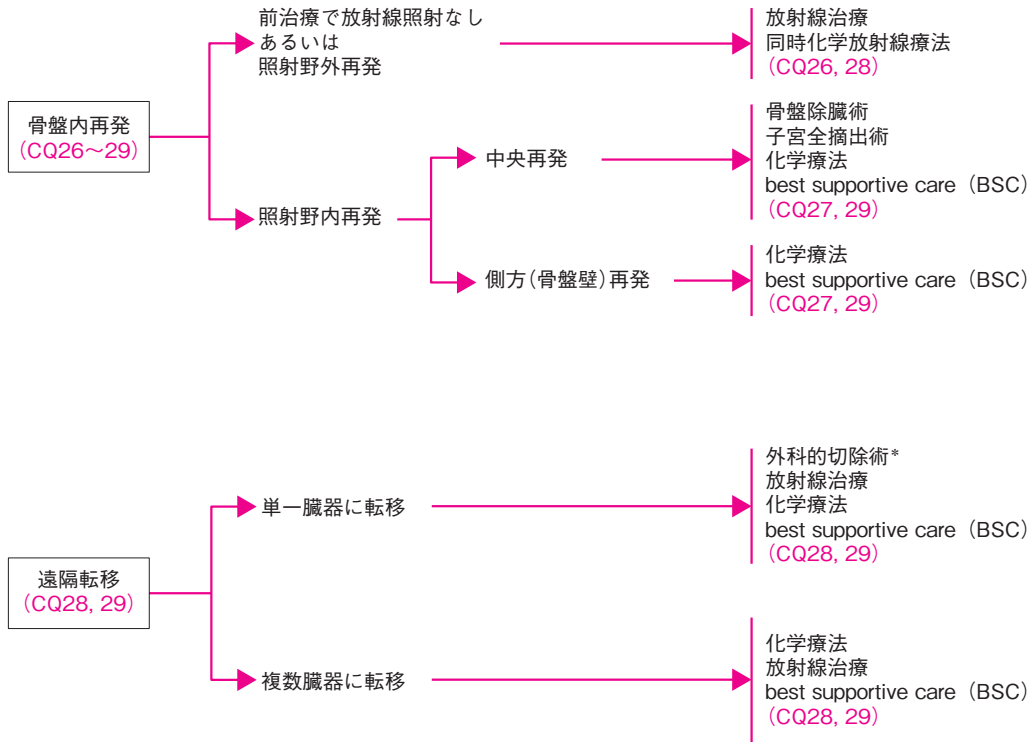 骨盤内再発
(CQ26～29)
前治療で放射線照射なし
あるいは
照射野外再発
放射線治療
同時化学放射線療法
(CQ26, 28)
照射野内再発
中央再発
骨盤除臓術
子宮全摘出術
化学療法
best supportive care（BSC）
(CQ27, 29)
側方(骨盤壁)再発
化学療法
best supportive care（BSC）
(CQ27, 29)
遠隔転移
(CQ28, 29)
単一臓器に転移
外科的切除術*
放射線治療
化学療法
best supportive care（BSC）
(CQ28, 29)
複数臓器に転移
化学療法
放射線治療
best supportive care（BSC）
(CQ28, 29)